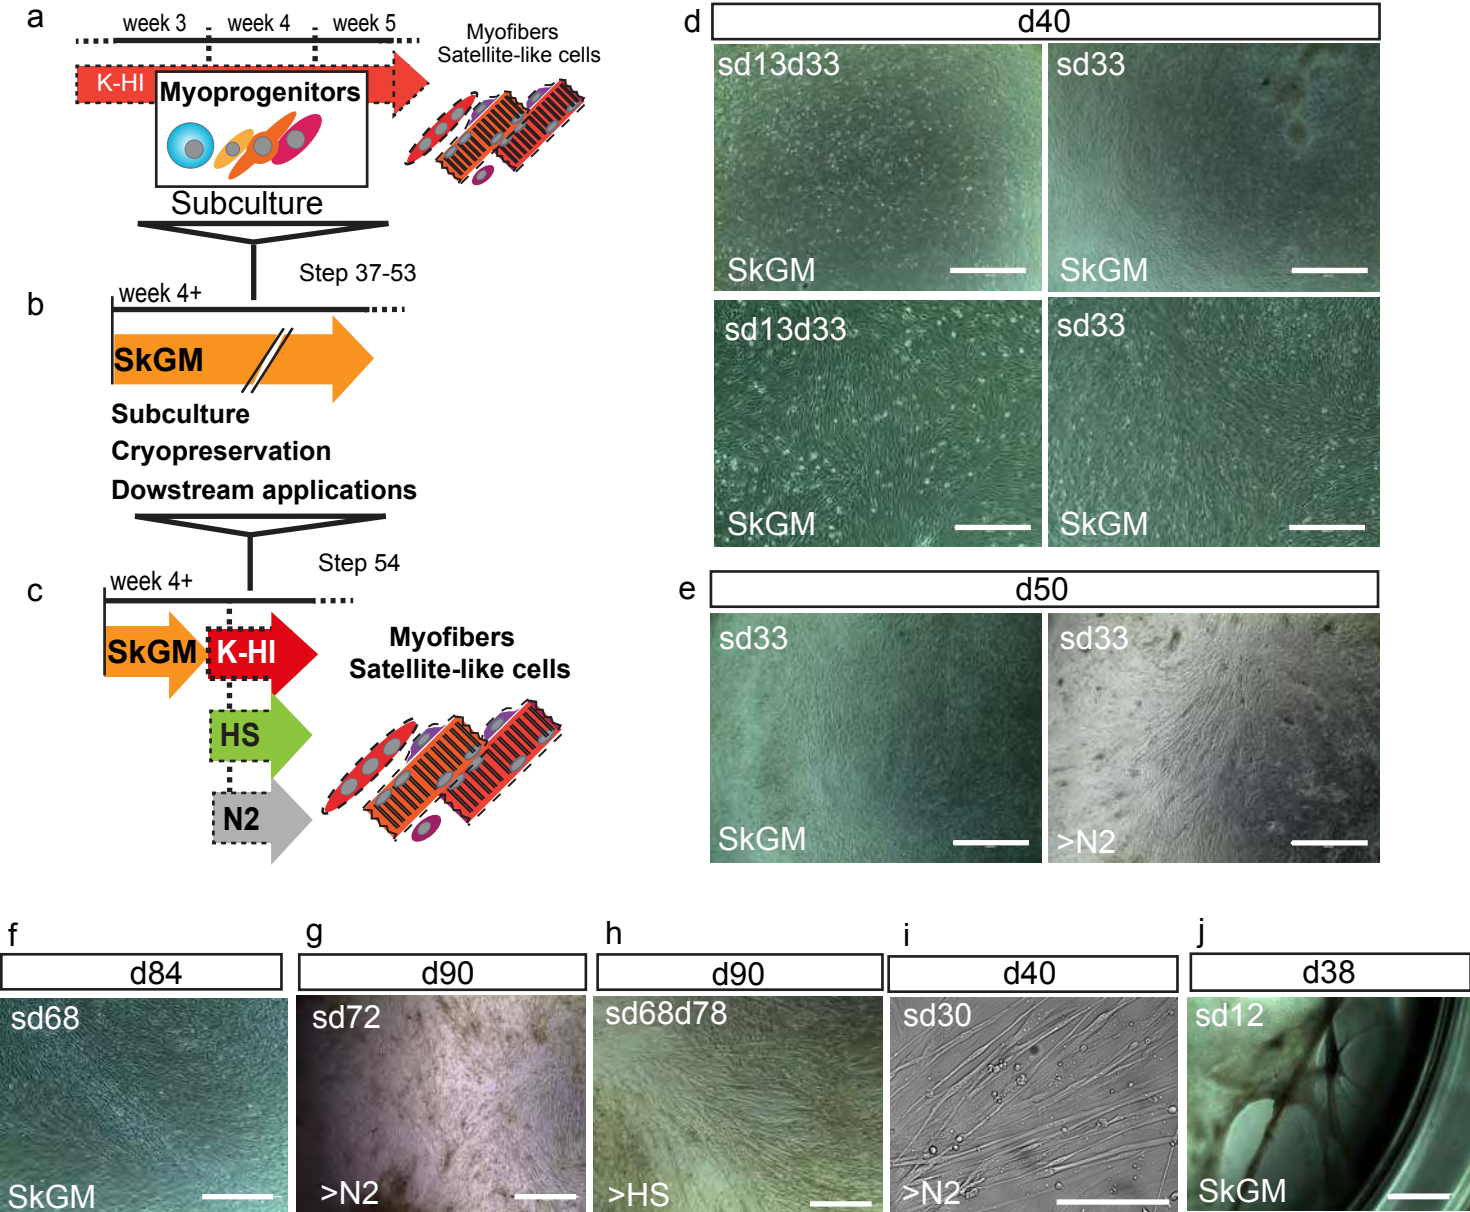 a
week 3 week 4 week 5
Myofibers
Satellite-like cells
K-HI
Myoprogenitors
Subculture
Step 37-53
b
week 4+
SkGM
Subculture
Cryopreservation
Dowstream applications
Step 54
c
week 4+
SkGM
K-HI
HS
N2
Myofibers
Satellite-like cells
d
d40
sd13d33
SkGM
sd33
SkGM
sd13d33
SkGM
sd33
SkGM
e
d50
sd33
SkGM
sd33
>N2
f
d84
sd68
SkGM
g
d90
sd72
>N2
h
d90
sd68d78
>HS
i
d40
sd30
>N2
j
d38
sd12
SkGM